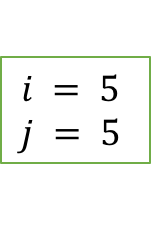 i = 5
j = 5